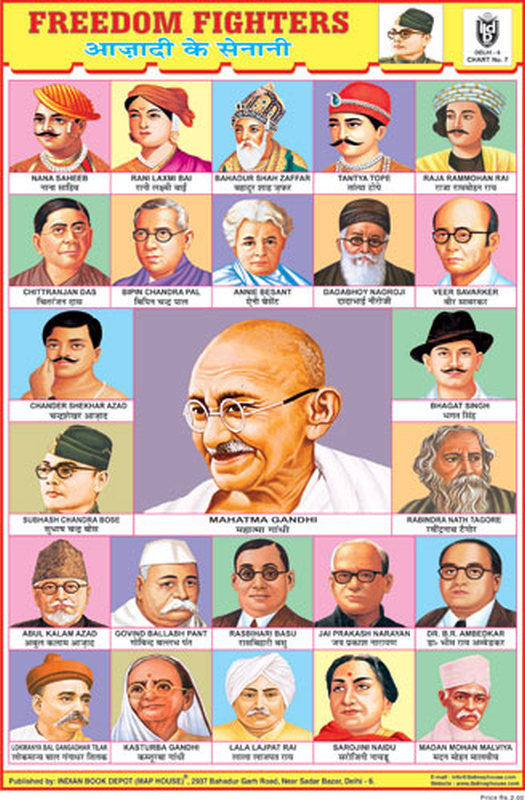 FREEDOM FIGHTERS
आज़ादी के सेनानी
DELHI - 6
CHART No. 7
NANA SAHEEB
नाना साहिब
RANI LAXMI BAI
रानी लक्ष्मी बाई
BAHADUR SHAH ZAFFAR
बहादुर शाह ज़फर
TANTYA TOPE
तांत्या टोपे
RAJA RAMMOHAN RAI
राजा राममोहन राय
CHITTRANJAN DAS
चितरंजन दास
BIPIN CHANDRA PAL
बिपिन चन्द्र पाल
ANNIE BESANT
ऐनी बेसेंट
DADABHOY NAOROJI
दादाभाई नौरोजी
VEER SAVARKER
वीर सावरकर
CHANDER SHEKHAR AZAD
चन्द्रशेखर आज़ाद
BHAGAT SINGH
भगत सिंह
SUBHASH CHANDRA BOSE
सुभाष चन्द्र बोस
MAHATMA GANDHI
महात्मा गांधी
RABINDRA NATH TAGORE
रबीन्द्रनाथ टैगोर
ABUL KALAM AZAD
अबुल कलाम आज़ाद
GOVIND BALLABH PANT
गोविन्द बल्लभ पंत
RASBIHARI BASU
रासबिहारी बसु
JAI PRAKASH NARAYAN
जय प्रकाश नारायण
DR. B.R. AMBEDKAR
डा॰ भीम राव अम्बेडकर
LOKMANYA BAL GANGADHAR TILAK
लोकमान्य बाल गंगाधर तिलक
KASTURBA GANDHI
कस्तूरबा गांधी
LALA LAJPAT RAI
लाला लाजपत राय
SAROJINI NAIDU
सरोजिनी नायडू
MADAN MOHAN MALVIYA
मदन मोहन मालवीय
Published by: INDIAN BOOK DEPOT (MAP HOUSE)®, 2937 Bahadur Garh Road, Near Sadar Bazar, Delhi - 6.
E-mail : info@ibdmaphouse.com
Website : www.ibdmaphouse.com
Price Rs. 2.00